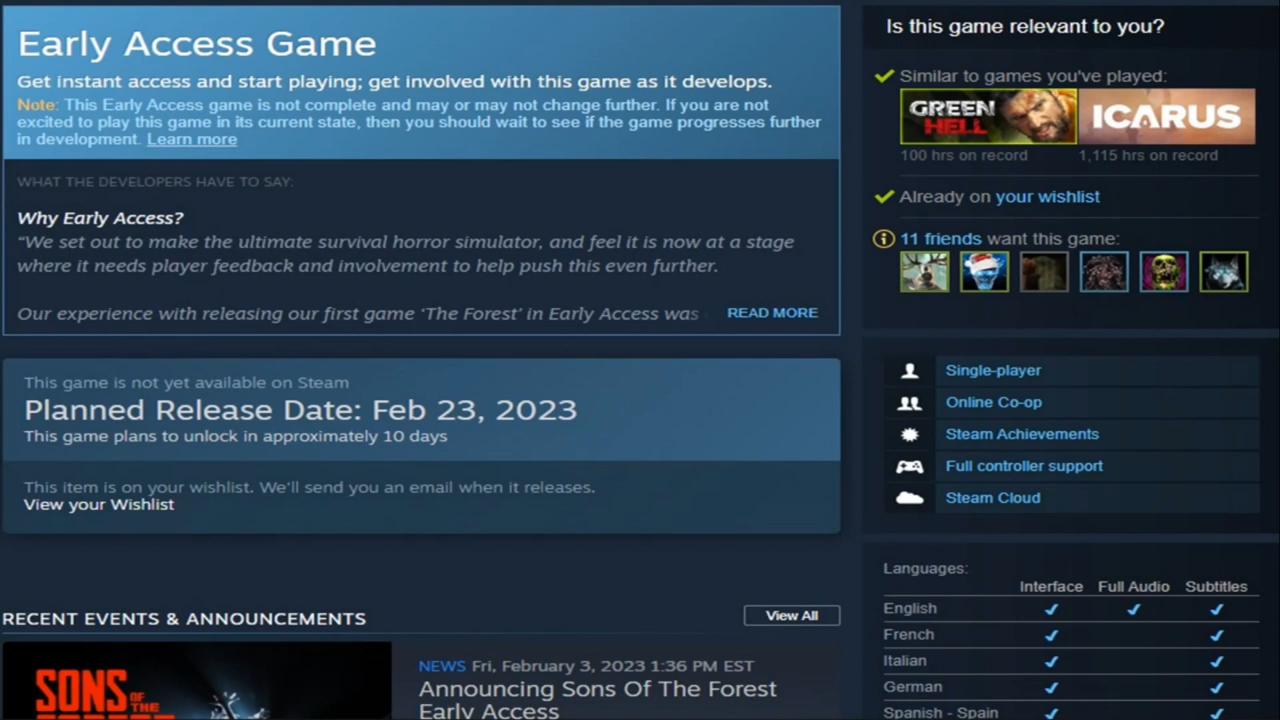 Early Access Game
Get instant access and start playing; get involved with this game as it develops.
Note: This Early Access game is not complete and may or may not change further. If you are not
excited to play this game in its current state, then you should wait to see if the game progresses further
in development. Learn more
WHAT THE DEVELOPERS HAVE TO SAY:
Why Early Access?
“We set out to make the ultimate survival horror simulator, and feel it is now at a stage
where it needs player feedback and involvement to help push this even further.
Our experience with releasing our first game ‘The Forest’ in Early Access was
READ MORE
This game is not yet available on Steam
Planned Release Date: Feb 23, 2023
This game plans to unlock in approximately 10 days
This item is on your wishlist. We'll send you an email when it releases.
View your Wishlist
RECENT EVENTS & ANNOUNCEMENTS
View All
SONS OF THE
FOREST
NEWS Fri, February 3, 2023 1:36 PM EST
Announcing Sons Of The Forest
Early Access
Is this game relevant to you?
Similar to games you've played:
GREEN
HELL
ICARUS
100 hrs on record
1,115 hrs on record
Already on your wishlist
11 friends want this game:
Single-player
Online Co-op
Steam Achievements
Full controller support
Steam Cloud
Languages:
Interface Full Audio Subtitles
English ✔ ✔ ✔
French ✔ ✔
Italian ✔ ✔
German ✔ ✔
Spanish - Spain ✔ ✔